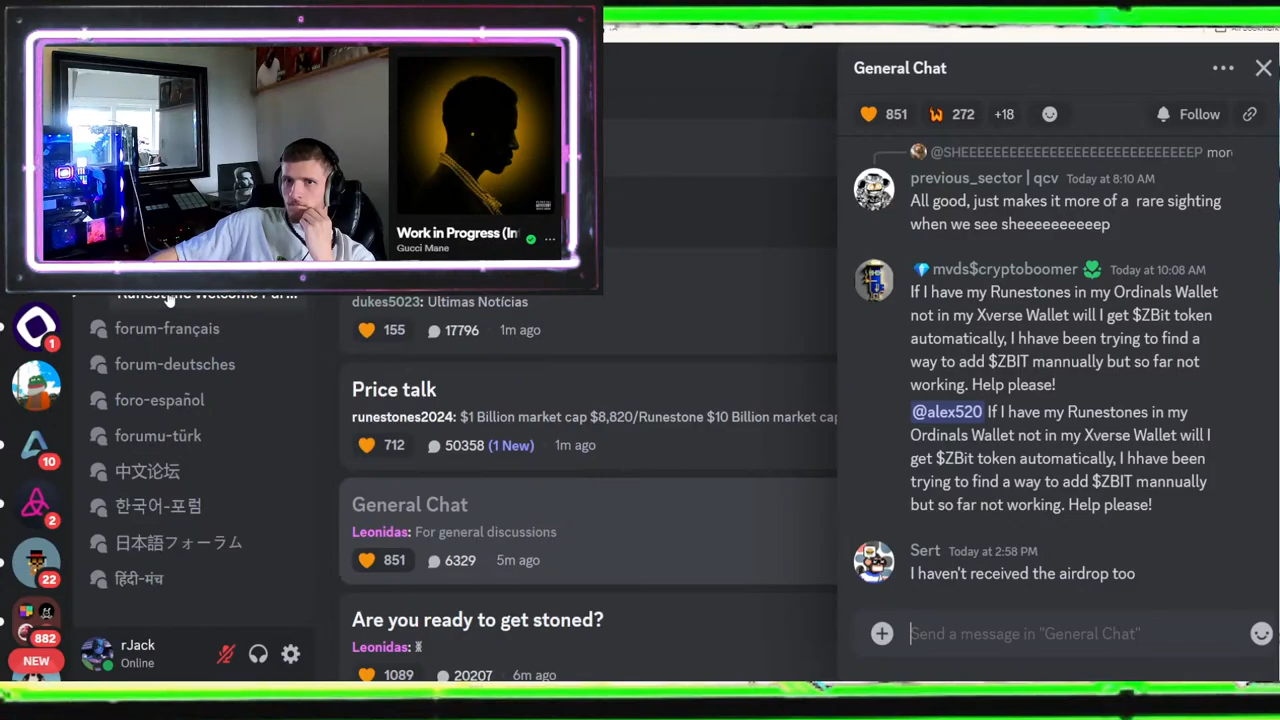 Work in Progress (In
Gucci Mane
...
1
10
2
22
882
NEW
forum-français
forum-deutsches
foro-español
forumu-türk
中文论坛
한국어-포럼
日本語フォーラム
हिंदी-मंच
rJack
Online
dukes5023: Ultimas Notícias
155 17796 1m ago
Price talk
runestones2024: $1 Billion market cap $8,820/Runestone $10 Billion market cap
712 50358 (1 New) 1m ago
General Chat
Leonidas: For general discussions
851 6329 5m ago
Are you ready to get stoned?
Leonidas:
1089 20207 6m ago
General Chat
851 272 +18 Follow
@SHEEEEEEEEEEEEEEEEEEEEEEEEEEP mor
previous_sector | qcv Today at 8:10 AM
All good, just makes it more of a rare sighting
when we see sheeeeeeeeep
mvds$cryptoboomer Today at 10:08 AM
If I have my Runestones in my Ordinals Wallet
not in my Xverse Wallet will I get $ZBit token
automatically, I hhave been trying to find a
way to add $ZBIT mannually but so far not
working. Help please!
@alex520 If I have my Runestones in my
Ordinals Wallet not in my Xverse Wallet will I
get $ZBit token automatically, I hhave been
trying to find a way to add $ZBIT mannually
but so far not working. Help please!
Sert Today at 2:58 PM
I haven't received the airdrop too
Send a message in "General Chat"